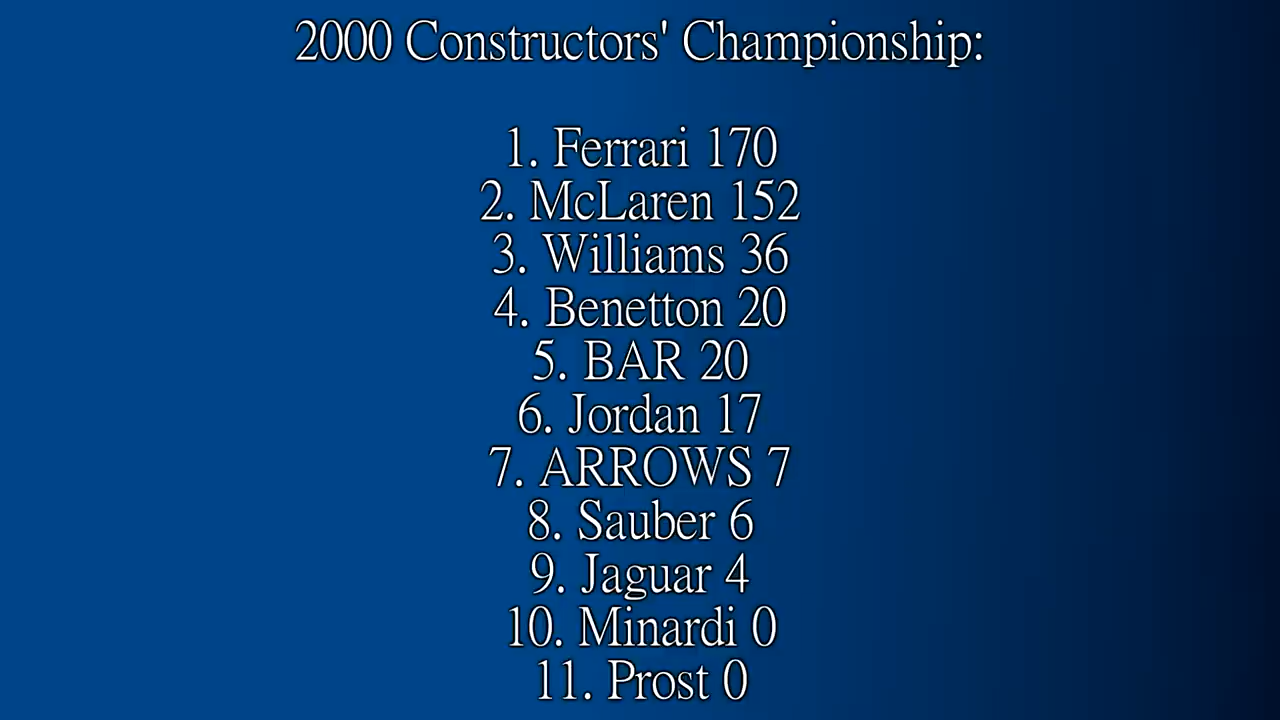 2000 Constructors' Championship:
1. Ferrari 170
2. McLaren 152
3. Williams 36
4. Benetton 20
5. BAR 20
6. Jordan 17
7. ARROWS 7
8. Sauber 6
9. Jaguar 4
10. Minardi 0
11. Prost 0